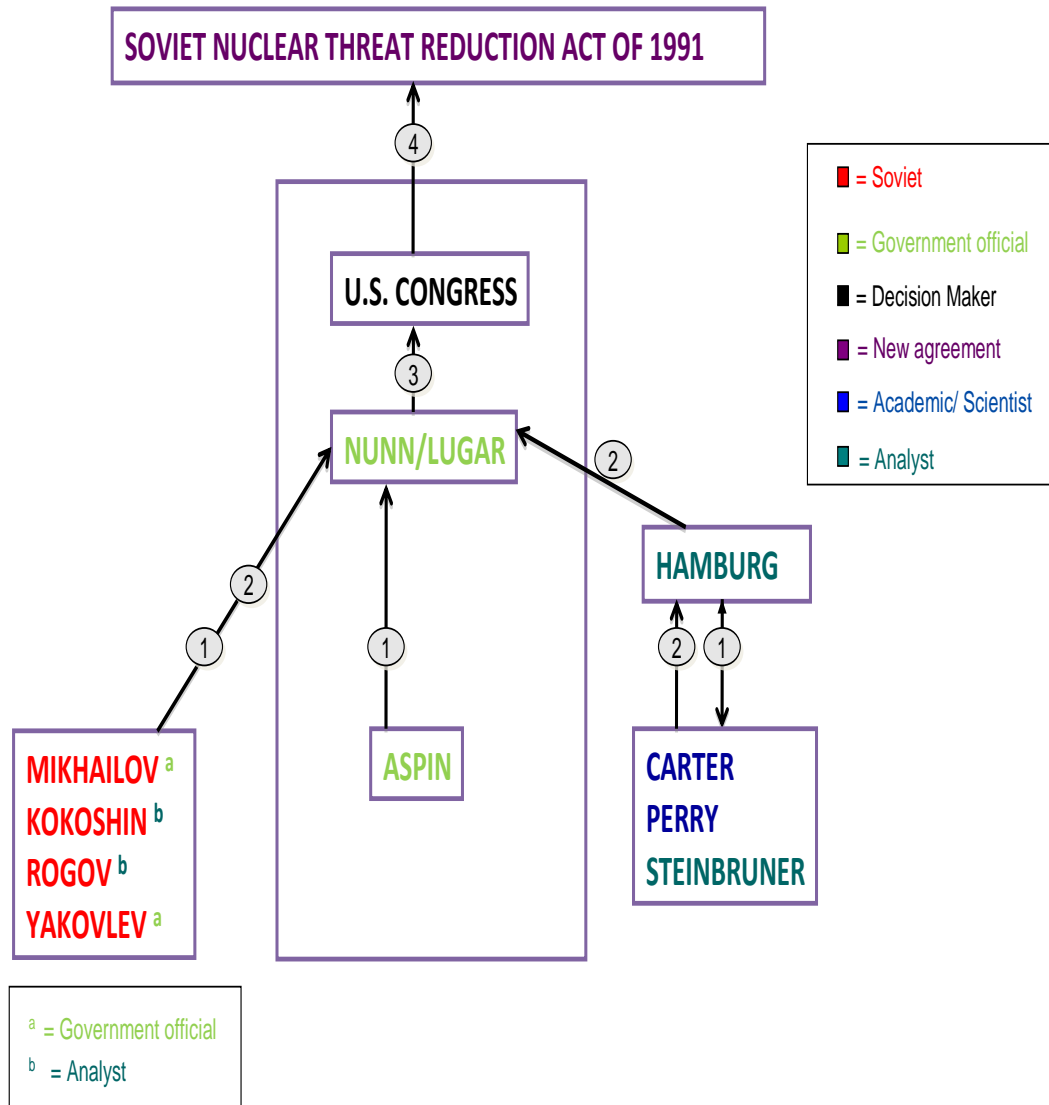 SOVIET NUCLEAR THREAT REDUCTION ACT OF 1991
4
= Soviet
= Government official
= Decision Maker
= New agreement
= Academic/ Scientist
= Analyst
U.S. CONGRESS
3
NUNN/LUGAR
2
HAMBURG
2
1
1
2
1
MIKHAILOV a
KOKOSHIN b
ROGOV b
YAKOVLEV a
ASPIN
CARTER
PERRY
STEINBRUNER
a = Government official
b = Analyst